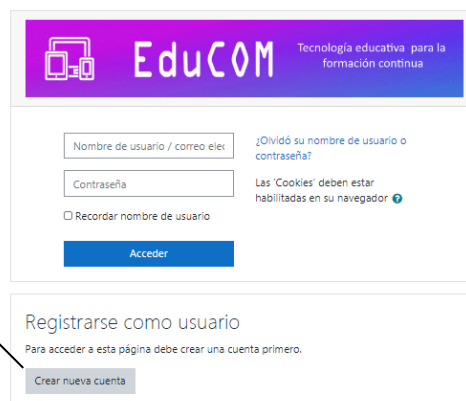 EduCOM
Tecnología educativa para la
formación continua
Nombre de usuario / correo elec
¿Olvidó su nombre de usuario o
contraseña?
Contraseña
Las 'Cookies' deben estar
habilitadas en su navegador
Recordar nombre de usuario
Acceder
Registrarse como usuario
Para acceder a esta página debe crear una cuenta primero.
Crear nueva cuenta